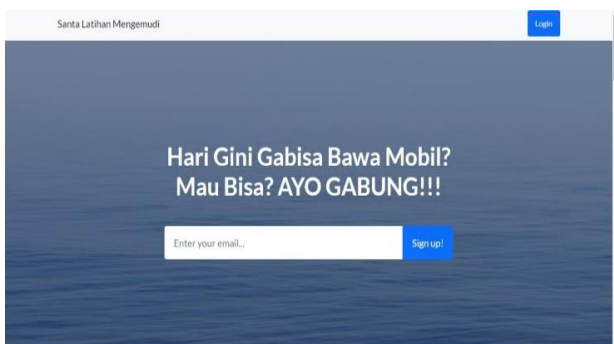 Santa Latihan Mengemudi
Login
Hari Gini Gabisa Bawa Mobil?
Mau Bisa? AYO GABUNG!!!
Enter your email...
Sign up!